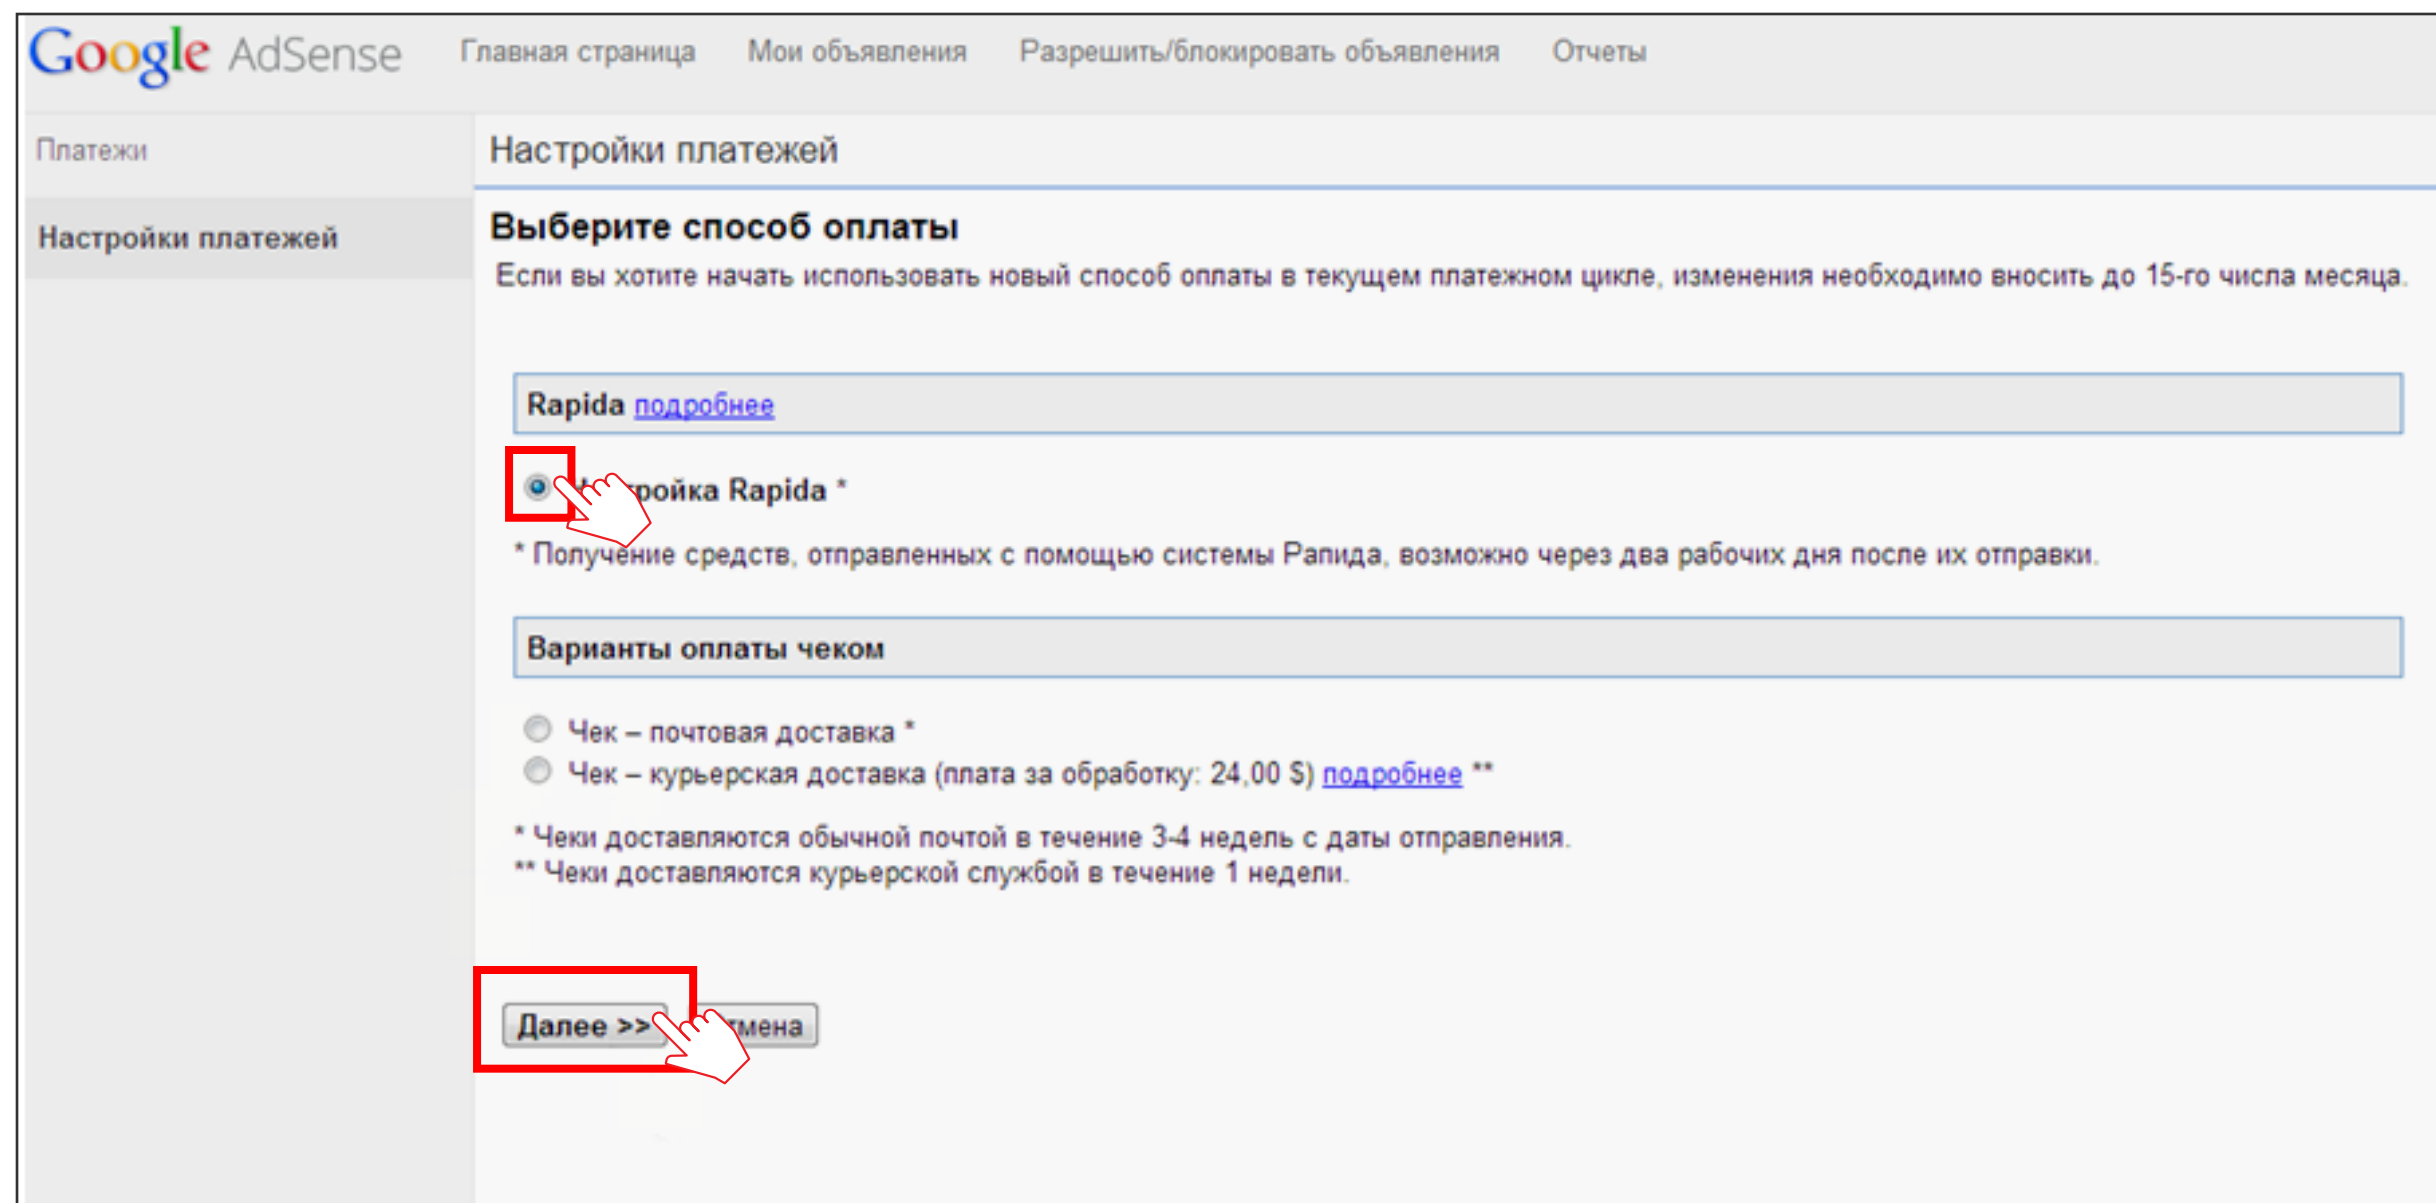 Google AdSense Главная страница Мои объявления Разрешить/блокировать объявления Отчеты
Платежи
Настройки платежей
Настройки платежей
Выберите способ оплаты
Если вы хотите начать использовать новый способ оплаты в текущем платежном цикле, изменения необходимо вносить до 15-го числа месяца.
Rapida подробнее
Rapida *
* Получение средств, отправленных с помощью системы Рапида, возможно через два рабочих дня после их отправки.
Варианты оплаты чеком
Чек – почтовая доставка *
Чек – курьерская доставка (плата за обработку: 24,00 $) подробнее **
* Чеки доставляются обычной почтой в течение 3-4 недель с даты отправления.
** Чеки доставляются курьерской службой в течение 1 недели.
Далее >>